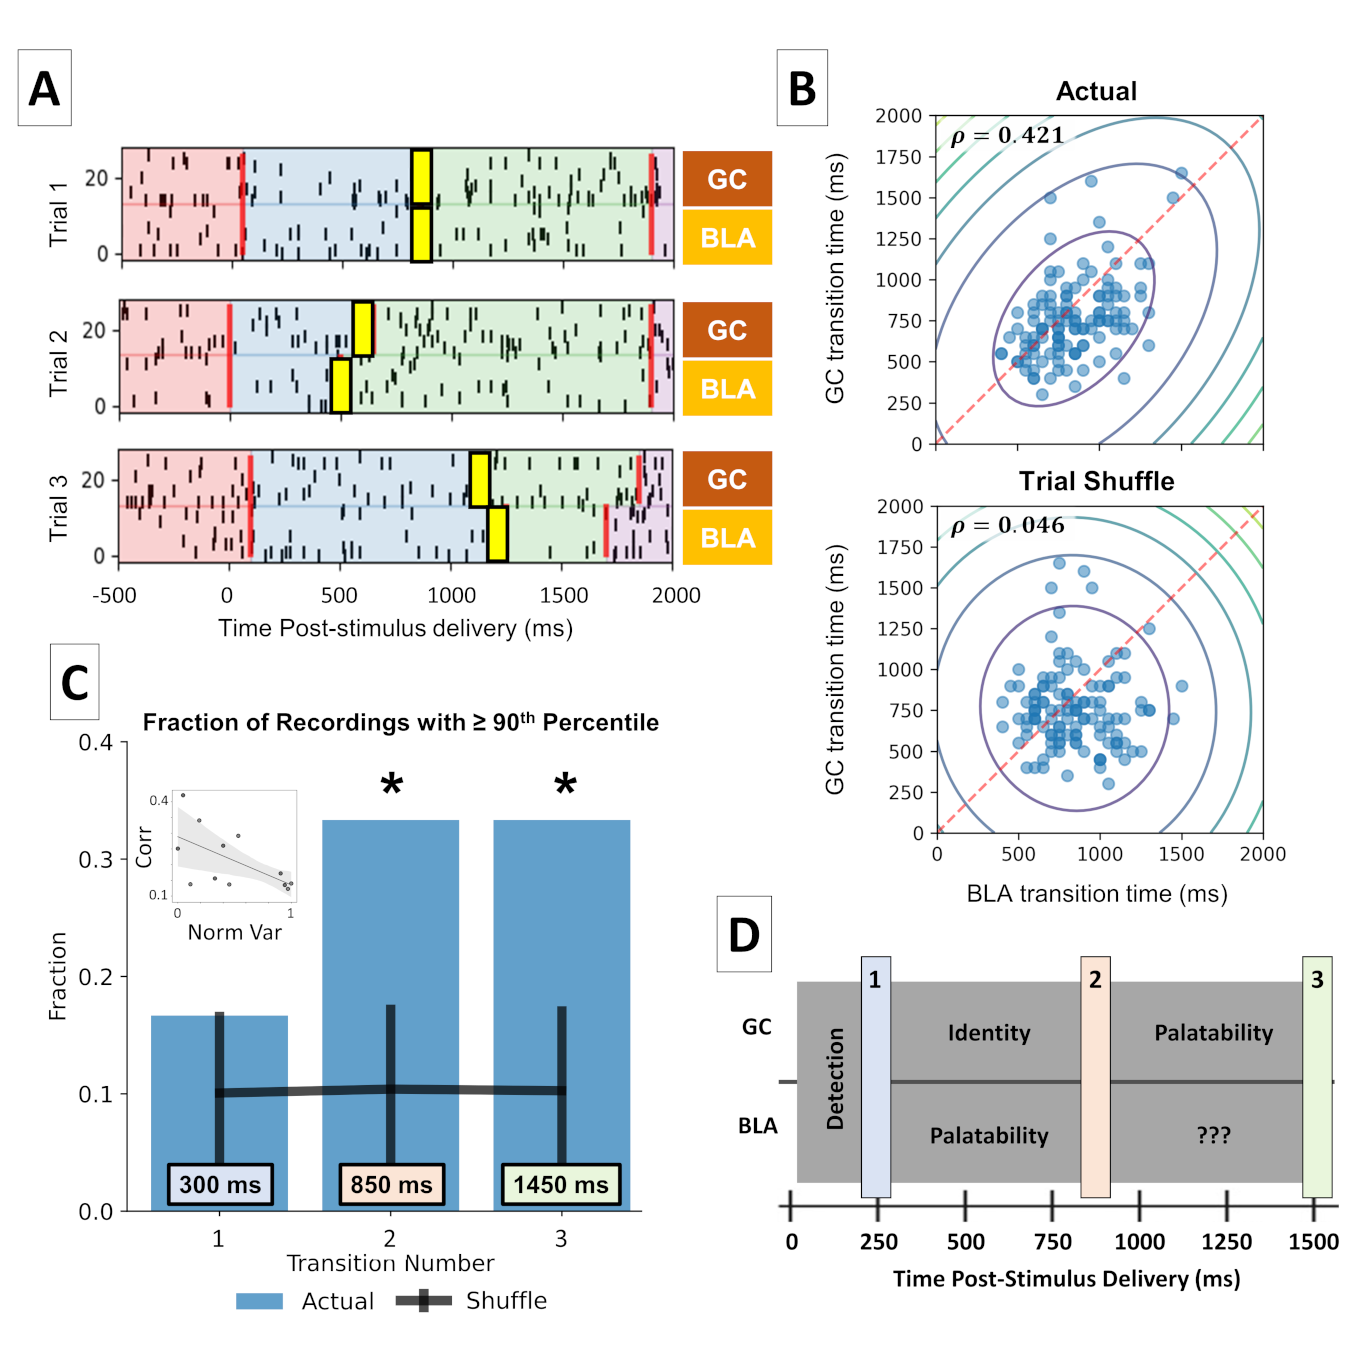 A
Trial 1
20
0
GC
BLA
Trial 2
20
0
GC
BLA
Trial 3
20
0
GC
BLA
-500 0 500 1000 1500 2000
Time Post-stimulus delivery (ms)
B
Actual
ρ = 0.421
GC transition time (ms)
2000
1750
1500
1250
1000
750
500
250
0
Trial Shuffle
ρ = 0.046
GC transition time (ms)
2000
1750
1500
1250
1000
750
500
250
0
0 500 1000 1500 2000
BLA transition time (ms)
C
Fraction of Recordings with ≥ 90th Percentile
Fraction
0.4
0.3
0.2
0.1
0.0
* *
Corr
0.4
0.1
0 1
Norm Var
300 ms 850 ms 1450 ms
1 2 3
Transition Number
Actual Shuffle
D
1 2 3
GC
Detection
Identity Palatability
BLA
Palatability ???
0 250 500 750 1000 1250 1500
Time Post-Stimulus Delivery (ms)